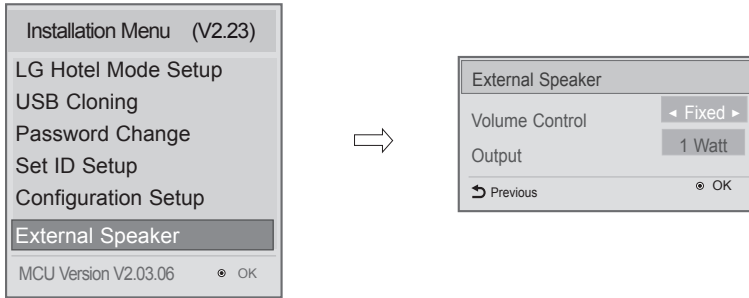 Installation Menu (V2.23)
LG Hotel Mode Setup
USB Cloning
Password Change
Set ID Setup
Configuration Setup
External Speaker
MCU Version V2.03.06 ◉ OK
External Speaker
Volume Control ◄ Fixed ►
Output 1 Watt
Previous ◉ OK